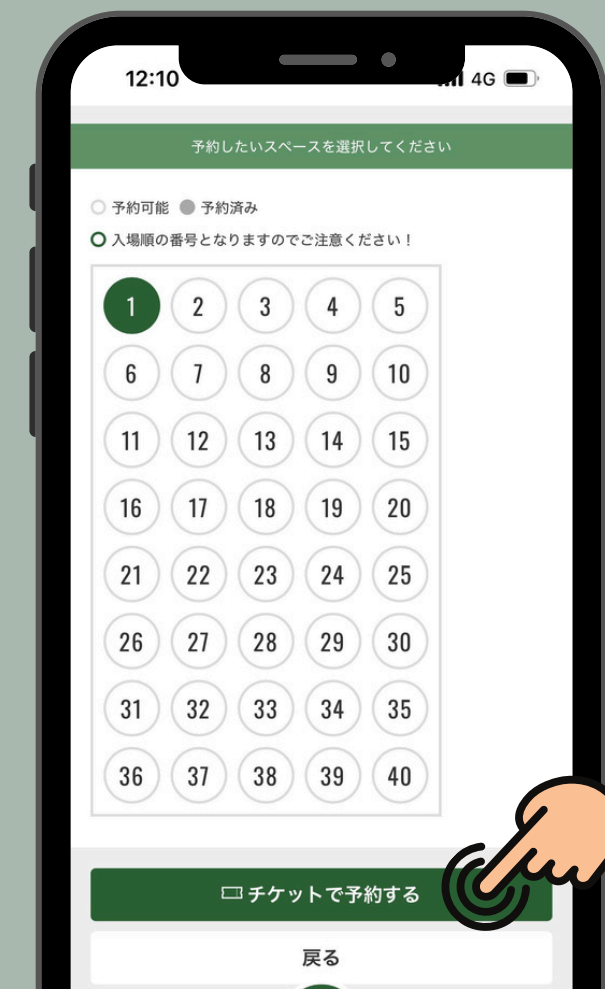 12:10 4G
予約したいスペースを選択してください
予約可能 予約済み
入場順の番号となりますのでご注意ください！
1 2 3 4 5
6 7 8 9 10
11 12 13 14 15
16 17 18 19 20
21 22 23 24 25
26 27 28 29 30
31 32 33 34 35
36 37 38 39 40
チケットで予約する
戻る